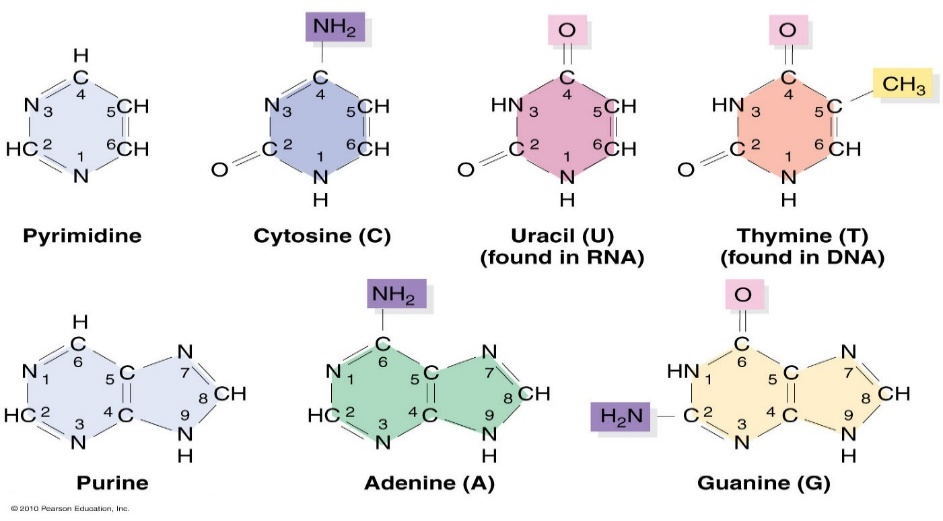 NH2
O
O
H
C
4
N 3
5 CH
HC 2
1
6 CH
N
C
4
N 3
5 CH
C 2
1
6 CH
O
N
H
C
4
HN 3
5 CH
C 2
1
6 CH
O
N
H
C
4
CH3
HN 3
5 C
C 2
1
6 CH
O
N
H
Pyrimidine
Cytosine (C)
Uracil (U)
(found in RNA)
Thymine (T)
(found in DNA)
NH2
O
H
C
6
N
N 1
5 C
7
8 CH
HC 2
4 C
3
9
N
N
H
C
6
N
N 1
5 C
7
8 CH
HC 2
4 C
3
9
N
N
H
C
6
N
HN 1
5 C
7
8 CH
H2N
C 2
4 C
3
9
N
N
H
Purine
Adenine (A)
Guanine (G)
© 2010 Pearson Education, Inc.